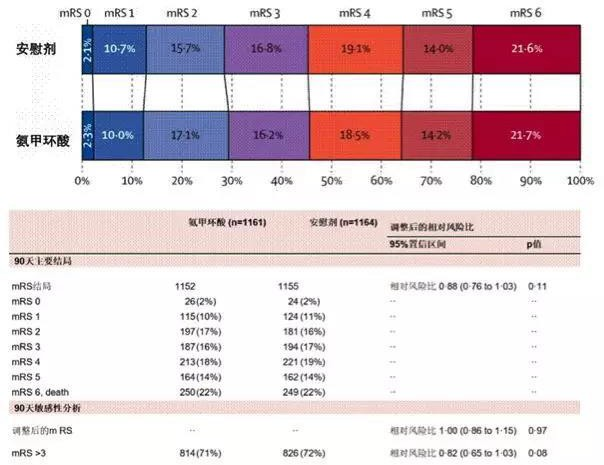 mRS 0 mRS 1 mRS 2 mRS 3 mRS 4 mRS 5 mRS 6
安慰剂 2·1% 10·7% 15·7% 16·8% 19·1% 14·0% 21·6%
氨甲环酸 2·3% 10·0% 17·1% 16·2% 18·5% 14·2% 21·7%
0% 10% 20% 30% 40% 50% 60% 70% 80% 90% 100%
氨甲环酸 (n=1161) 安慰剂 (n=1164) 调整后的相对风险比
95%置信区间 p值
90天主要结局
mRS结局 1152 1155 相对风险比 0·88 (0·76 to 1·03) 0·11
mRS 0 26(2%) 24 (2%) ·· ··
mRS 1 115(10%) 124 (11%) ·· ··
mRS 2 197(17%) 181 (16%) ·· ··
mRS 3 187(16%) 194 (17%) ·· ··
mRS 4 213(18%) 221 (19%) ·· ··
mRS 5 164(14%) 162 (14%) ·· ··
mRS 6, death 250(22%) 249 (22%) ·· ··
90天敏感性分析
调整后的m RS ·· ·· 相对风险比 1·00 (0·86 to 1·15) 0·97
mRS >3 814(71%) 826 (72%) 相对风险比 0·82 (0·65 to 1·03) 0·08